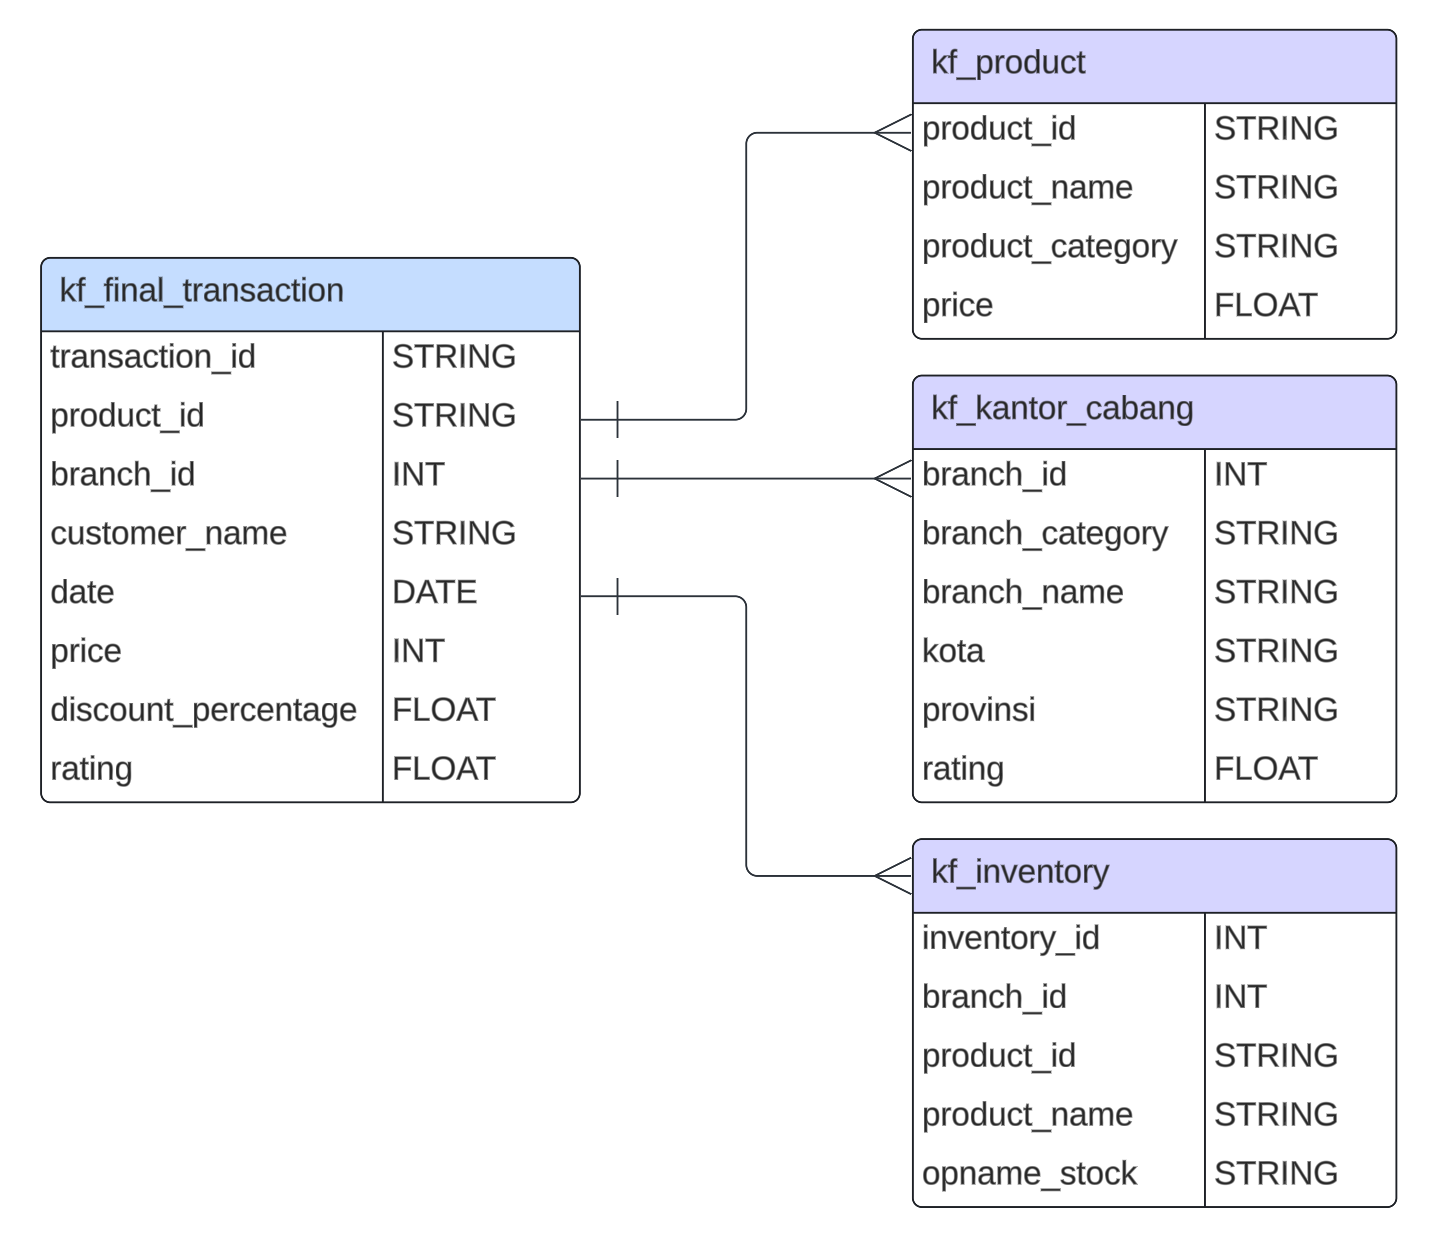 kf_final_transaction
transaction_id STRING
product_id STRING
branch_id INT
customer_name STRING
date DATE
price INT
discount_percentage FLOAT
rating FLOAT
kf_product
product_id STRING
product_name STRING
product_category STRING
price FLOAT
kf_kantor_cabang
branch_id INT
branch_category STRING
branch_name STRING
kota STRING
provinsi STRING
rating FLOAT
kf_inventory
inventory_id INT
branch_id INT
product_id STRING
product_name STRING
opname_stock STRING